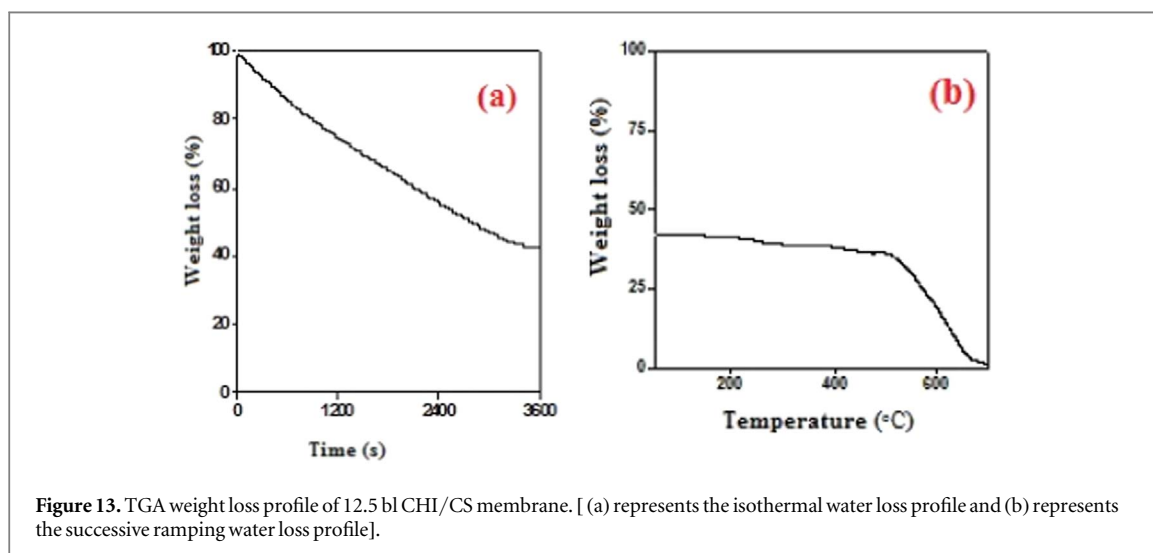 100
80
60
40
20
0
Weight loss (%)
(a)
0
1200
2400
3600
Time (s)
100
75
50
25
0
Weight loss (%)
(b)
200
400
600
Temperature (°C)
Figure 13. TGA weight loss profile of 12.5 bl CHI/CS membrane. [ (a) represents the isothermal water loss profile and (b) represents
the successive ramping water loss profile].